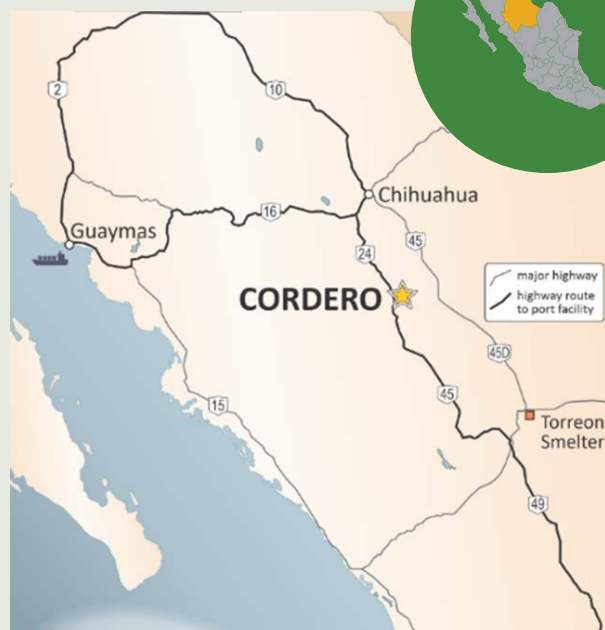 2
10
Chihuahua
16
Guaymas
45
24
major highway
highway route
to port facility
CORDERO
45D
45
15
Torreon
Smelter
49